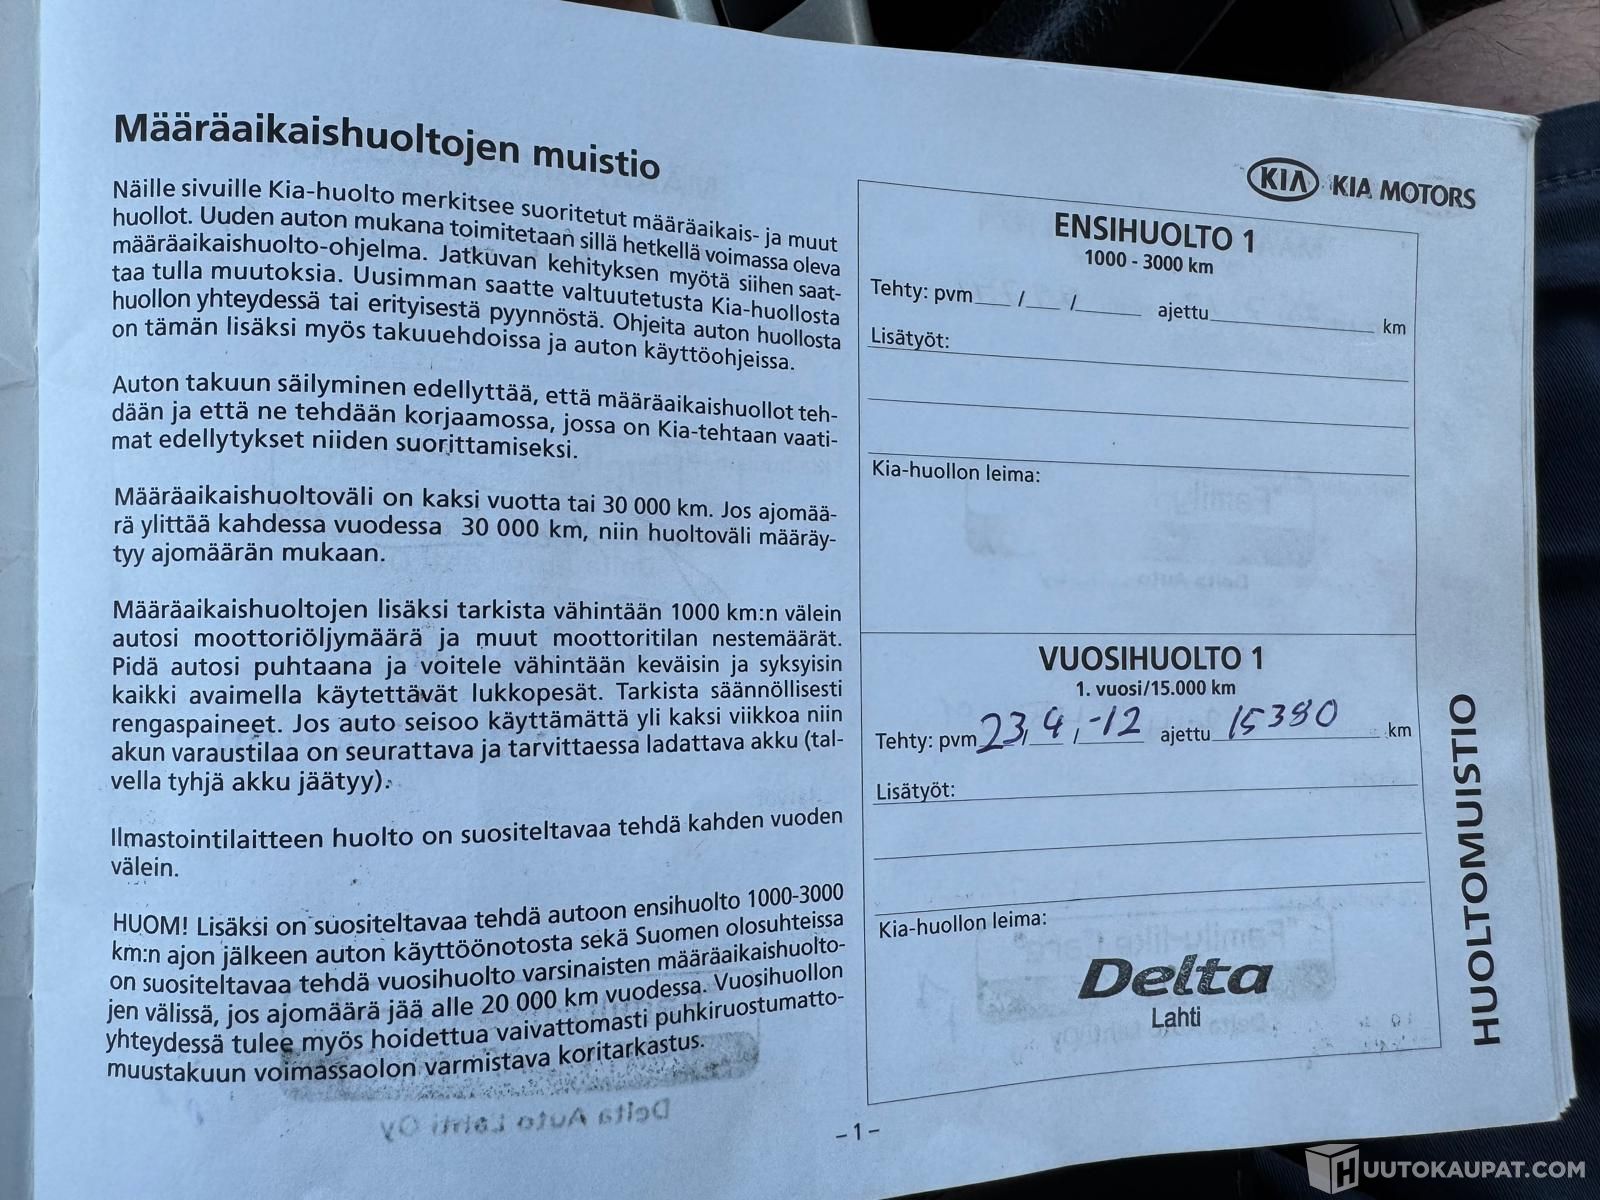 Määräaikaishuoltojen muistio
Näille sivuille Kia-huolto merkitsee suoritetut määräaikais- ja muut
huollot. Uuden auton mukana toimitetaan sillä hetkellä voimassa oleva
määräaikaishuolto-ohjelma. Jatkuvan kehityksen myötä siihen saat-
taa tulla muutoksia. Uusimman saatte valtuutetusta Kia-huollosta
huollon yhteydessä tai erityisestä pyynnöstä. Ohjeita auton huollosta
on tämän lisäksi myös takuuehdoissa ja auton käyttöohjeissa.
Auton takuun säilyminen edellyttää, että määräaikaishuollot teh-
dään ja että ne tehdään korjaamossa, jossa on Kia-tehtaan vaati-
mat edellytykset niiden suorittamiseksi.
Määräaikaishuoltoväli on kaksi vuotta tai 30 000 km. Jos ajomää-
rä ylittää kahdessa vuodessa 30 000 km, niin huoltoväli määräy-
tyy ajomäärän mukaan.
Määräaikaishuoltojen lisäksi tarkista vähintään 1000 km:n välein
autosi moottoriöljymäärä ja muut moottoritilan nestemäärät.
Pidä autosi puhtaana ja voitele vähintään keväisin ja syksyisin
kaikki avaimella käytettävät lukkopesät. Tarkista säännöllisesti
rengaspaineet. Jos auto seisoo käyttämättä yli kaksi viikkoa niin
akun varaustilaa on seurattava ja tarvittaessa ladattava akku (tal-
vella tyhjä akku jäätyy).
Ilmastointilaitteen huolto on suositeltavaa tehdä kahden vuoden
välein.
HUOM! Lisäksi on suositeltavaa tehdä autoon ensihuolto 1000-3000
km:n ajon jälkeen auton käyttöönotosta sekä Suomen olosuhteissa
on suositeltavaa tehdä vuosihuolto varsinaisten määräaikaishuolto-
jen välissä, jos ajomäärä jää alle 20 000 km vuodessa. Vuosihuollon
yhteydessä tulee myös hoidettua vaivattomasti puhkiruostumatto-
muustakuun voimassaolon varmistava koritarkastus.
Delta Auto Lahti Oy
KIA KIA MOTORS
ENSIHUOLTO 1
1000 - 3000 km
Tehty: pvm___/___/______ ajettu______________ km
Lisätyöt:
Kia-huollon leima:
VUOSIHUOLTO 1
1. vuosi/15.000 km
Tehty: pvm 23, / 4, / -12 ajettu 15380 km
Lisätyöt:
Kia-huollon leima:
Delta
Lahti
HUOLTOMUISTIO
– 1 –
HUUTOKAUPAT.COM